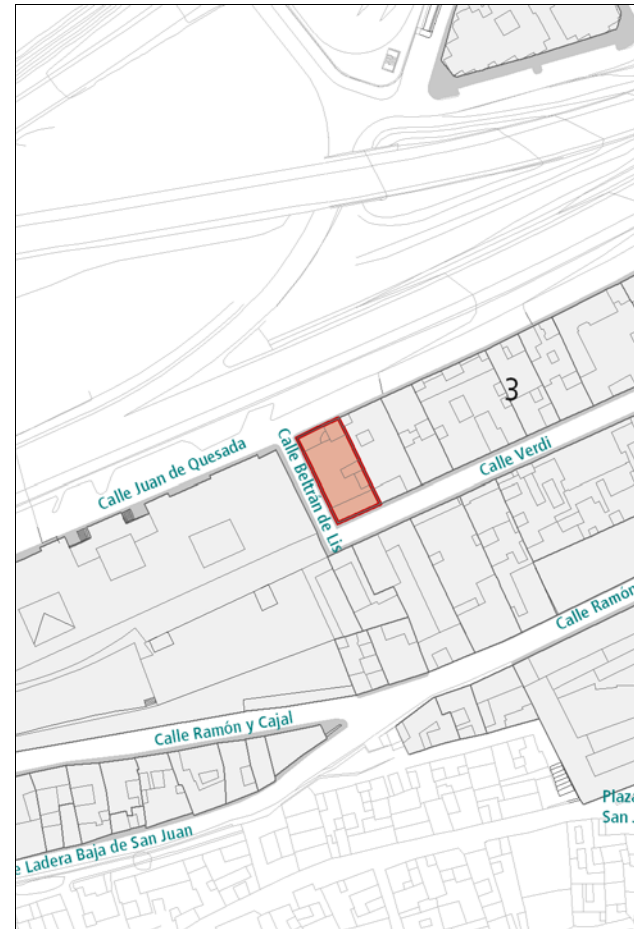 3
Calle Juan de Quesada
Calle Beltrán de Lis
Calle Verdi
Calle Ramón
Calle Ramón y Cajal
Plaza
San J
e Ladera Baja de San Juan